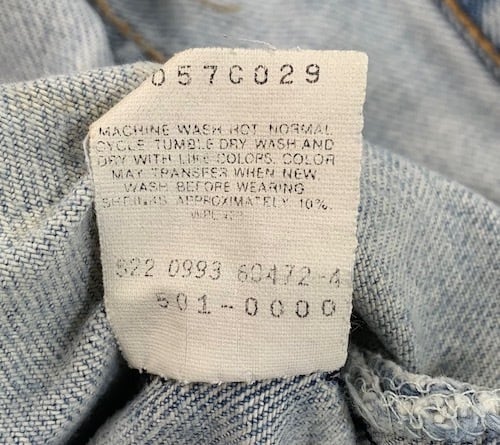 057C029
MACHINE WASH HOT NORMAL
CYCLE TUMBLE DRY WASH AND
DRY WITH LIKE COLORS. COLOR
MAY TRANSFER WHEN NEW.
WASH BEFORE WEARING
SHRINKS APPROXIMATELY 10%.
522 0993 60472-4
501-0000